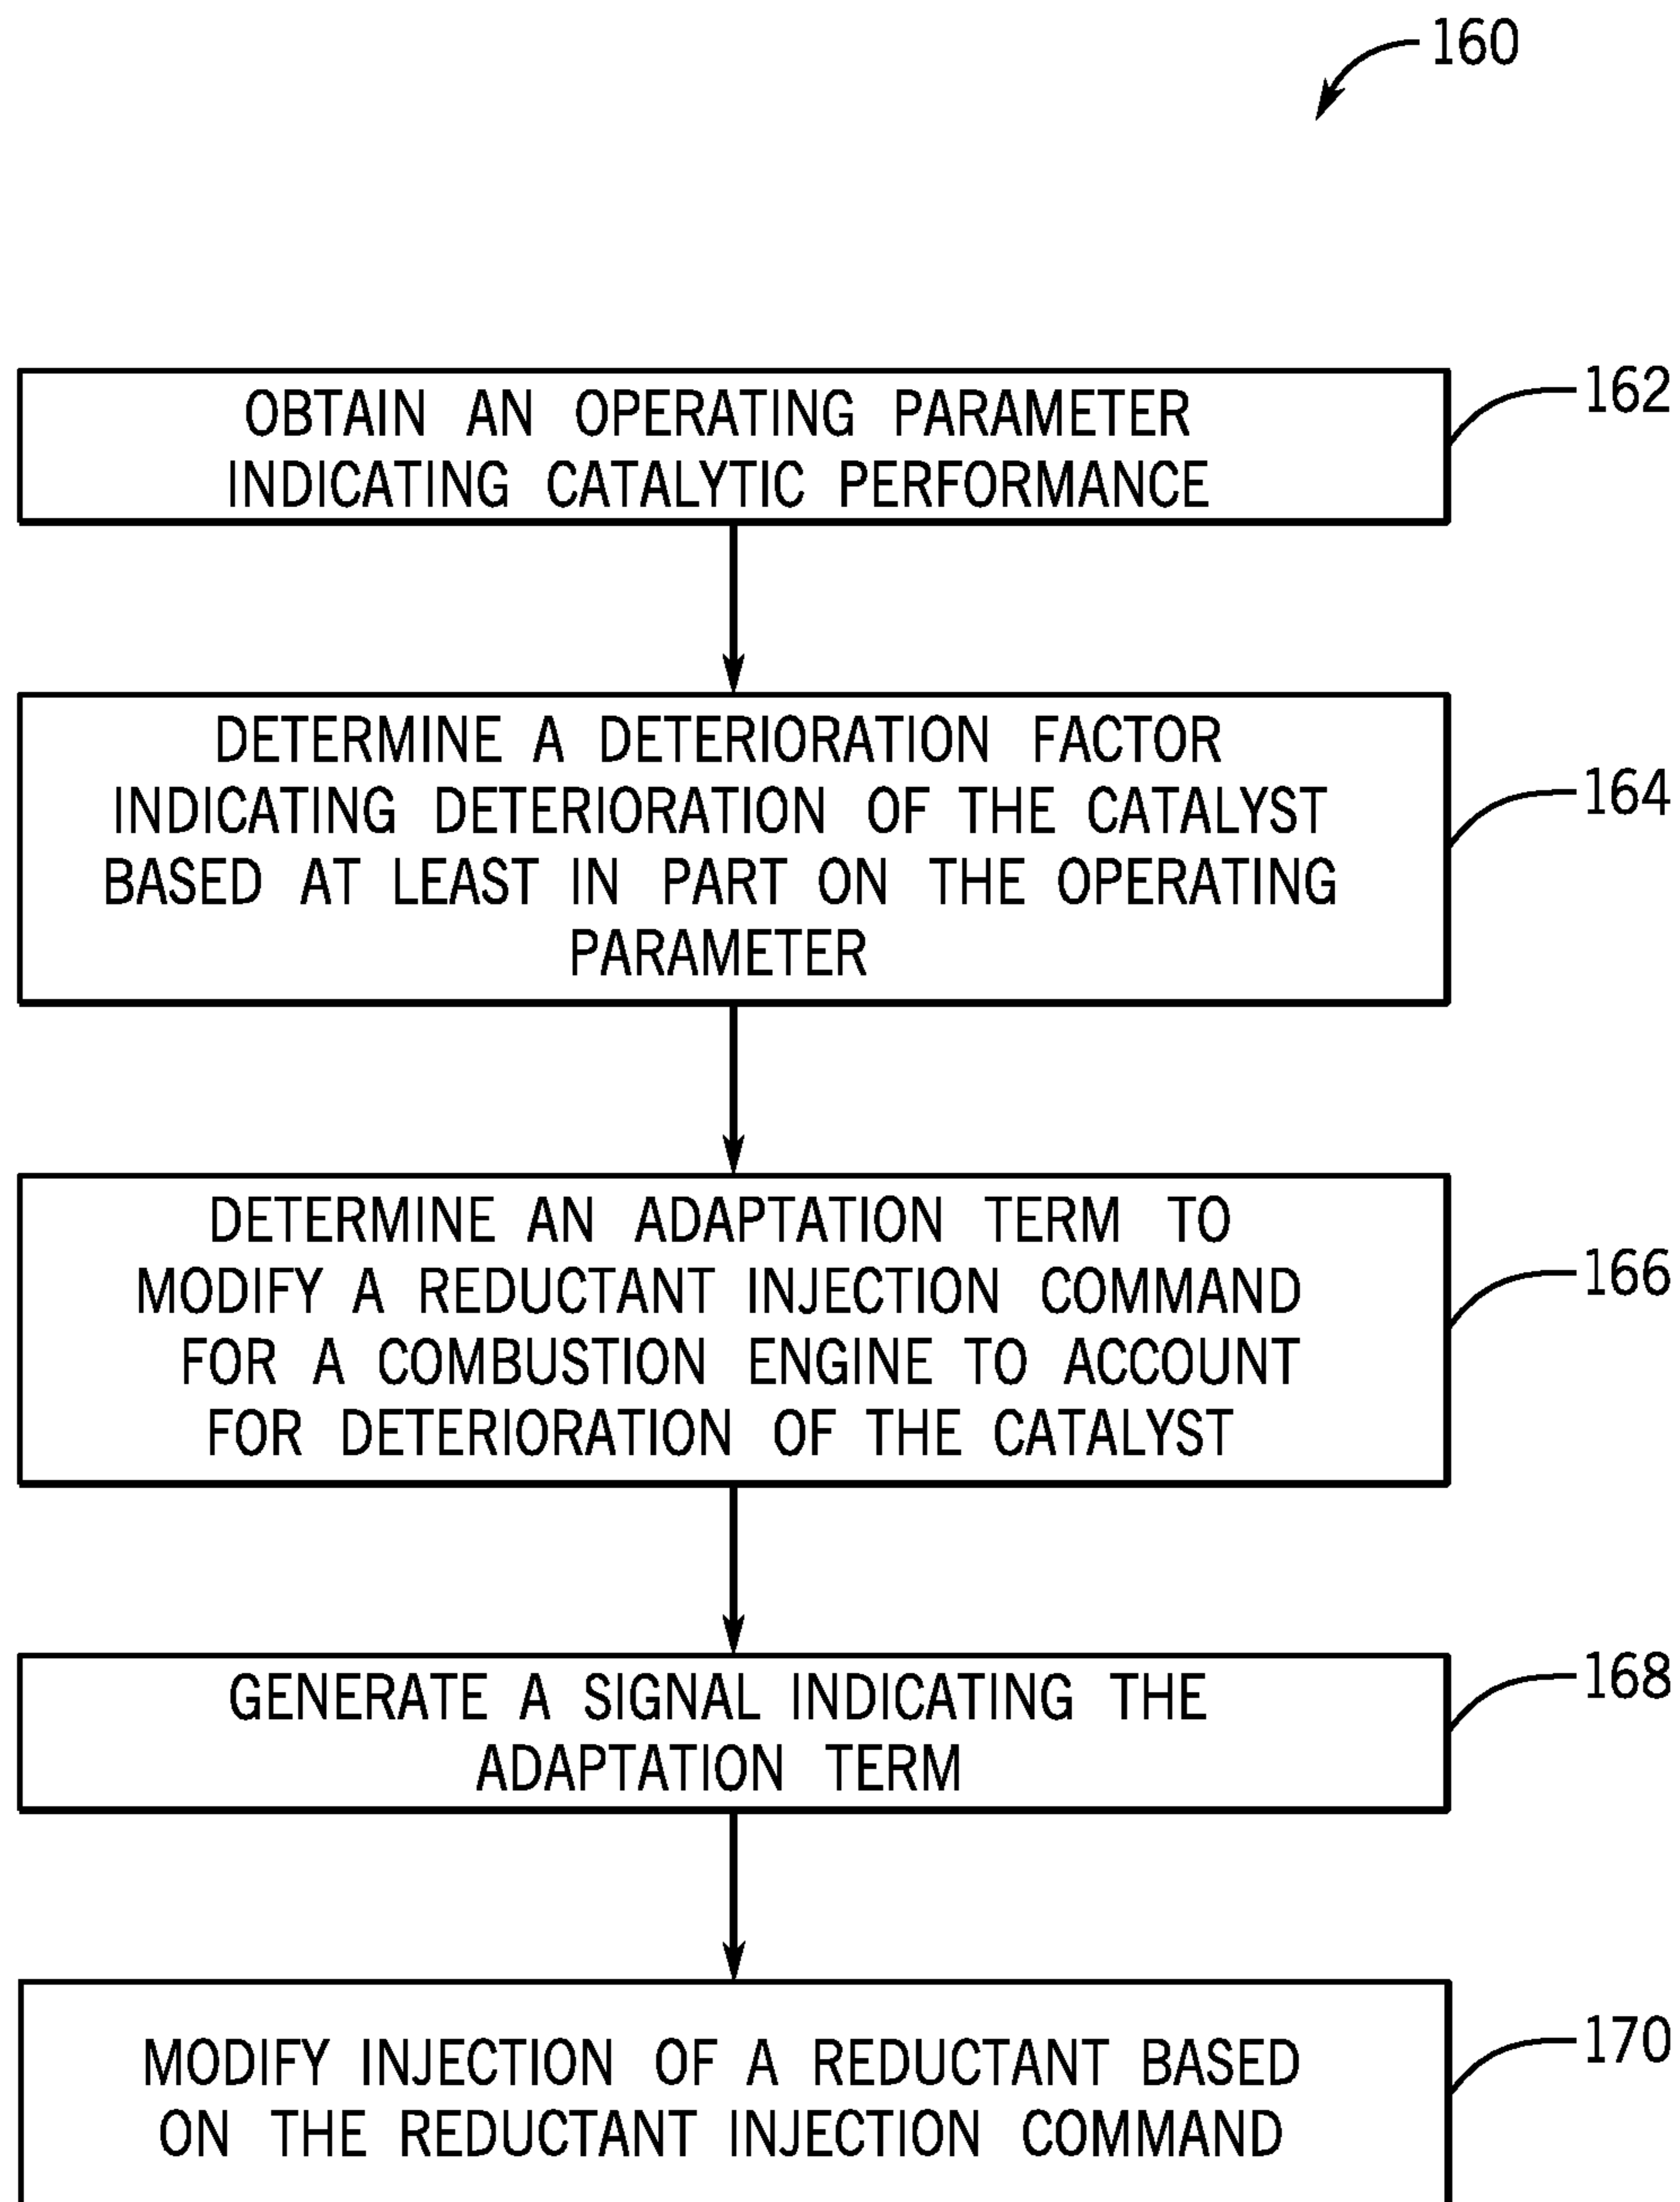 160
OBTAIN AN OPERATING PARAMETER
INDICATING CATALYTIC PERFORMANCE
162
DETERMINE A DETERIORATION FACTOR
INDICATING DETERIORATION OF THE CATALYST
BASED AT LEAST IN PART ON THE OPERATING
PARAMETER
164
DETERMINE AN ADAPTATION TERM TO
MODIFY A REDUCTANT INJECTION COMMAND
FOR A COMBUSTION ENGINE TO ACCOUNT
FOR DETERIORATION OF THE CATALYST
166
GENERATE A SIGNAL INDICATING THE
ADAPTATION TERM
168
MODIFY INJECTION OF A REDUCTANT BASED
ON THE REDUCTANT INJECTION COMMAND
170